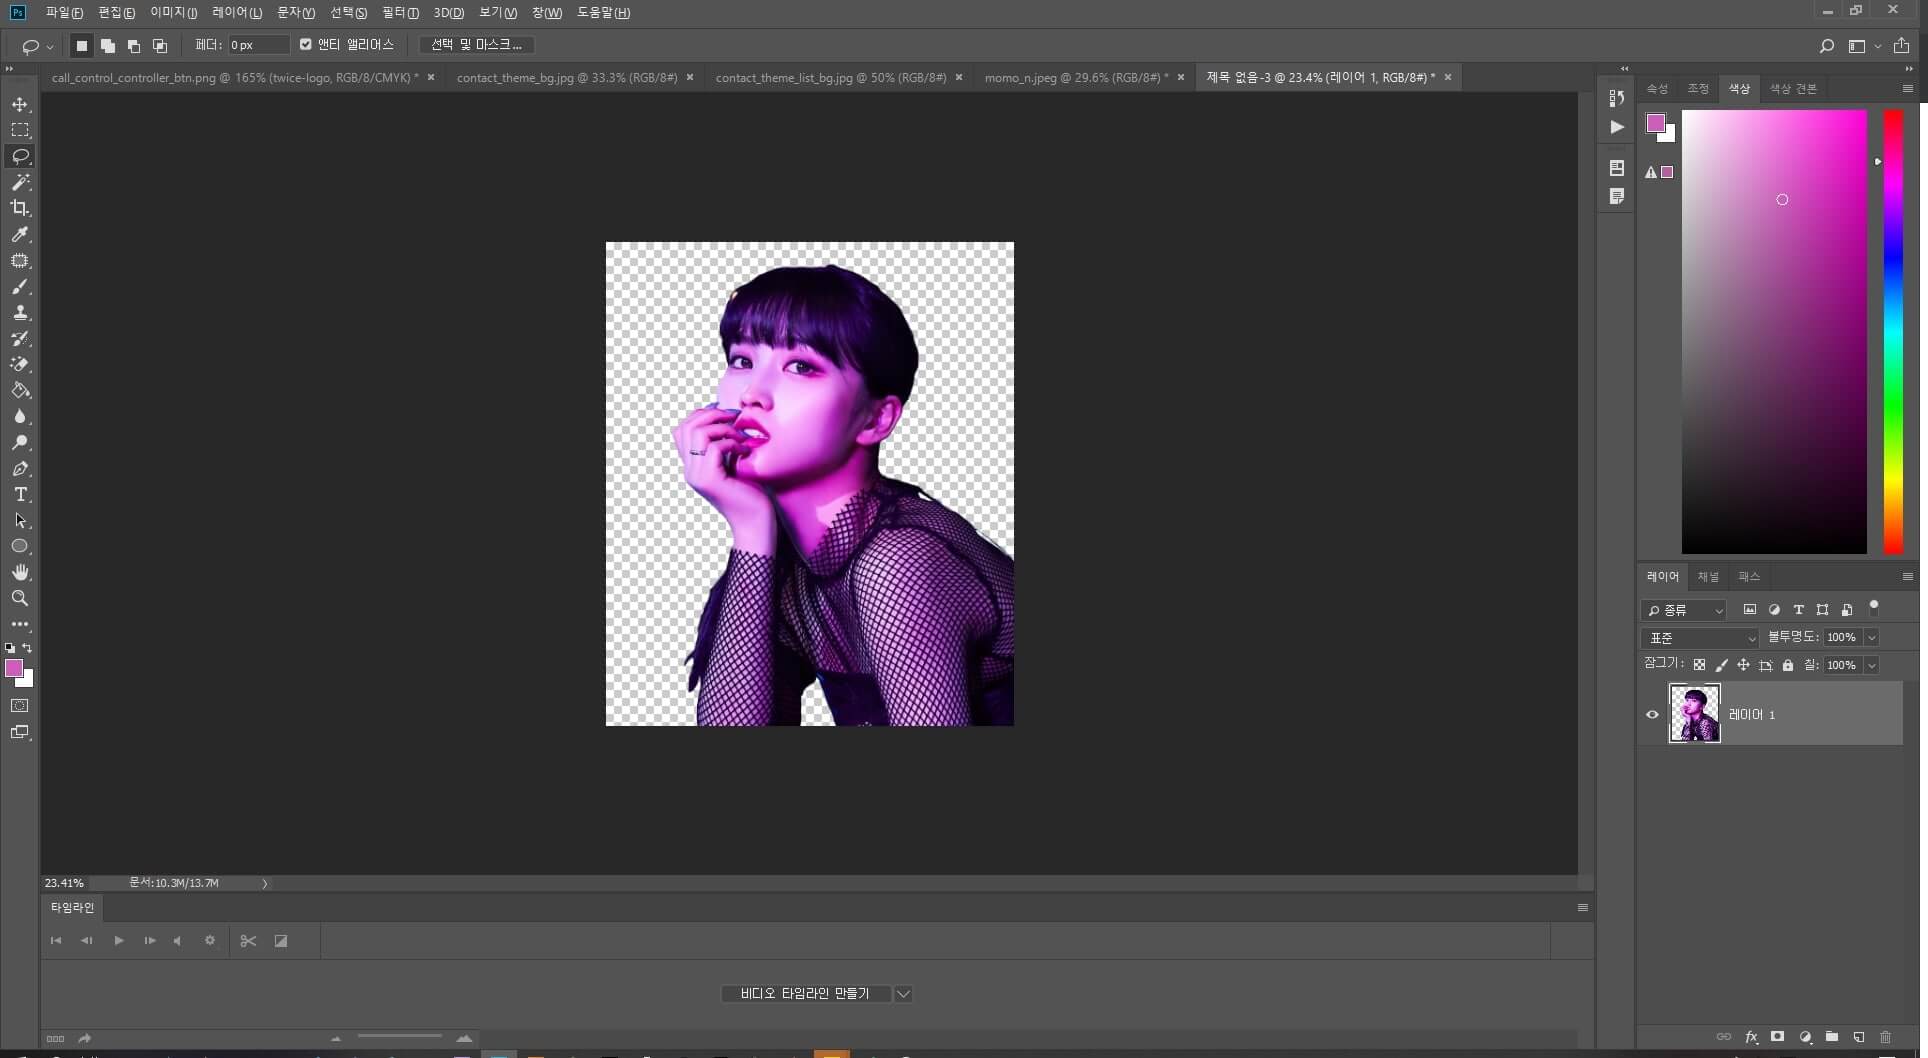 Ps 파일(F) 편집(E) 이미지(I) 레이어(L) 문자(Y) 선택(S) 필터(T) 3D(D) 보기(V) 창(W) 도움말(H)
페더: 0 px 앤티 앨리어스 선택 및 마스크...
call_control_controller_btn.png @ 165% (twice-logo, RGB/8/CMYK) * contact_theme_bg.jpg @ 33.3% (RGB/8#) contact_theme_list_bg.jpg @ 50% (RGB/8#) momo_n.jpeg @ 29.6% (RGB/8#) * 제목 없음-3 @ 23.4% (레이어 1, RGB/8#) *
속성 조정 색상 색상 견본
레이어 채널 패스
종류
표준 불투명도: 100%
잠그기: 칠: 100%
레이어 1
23.41% 문서:10.3M/13.7M
타임라인
비디오 타임라인 만들기
fx